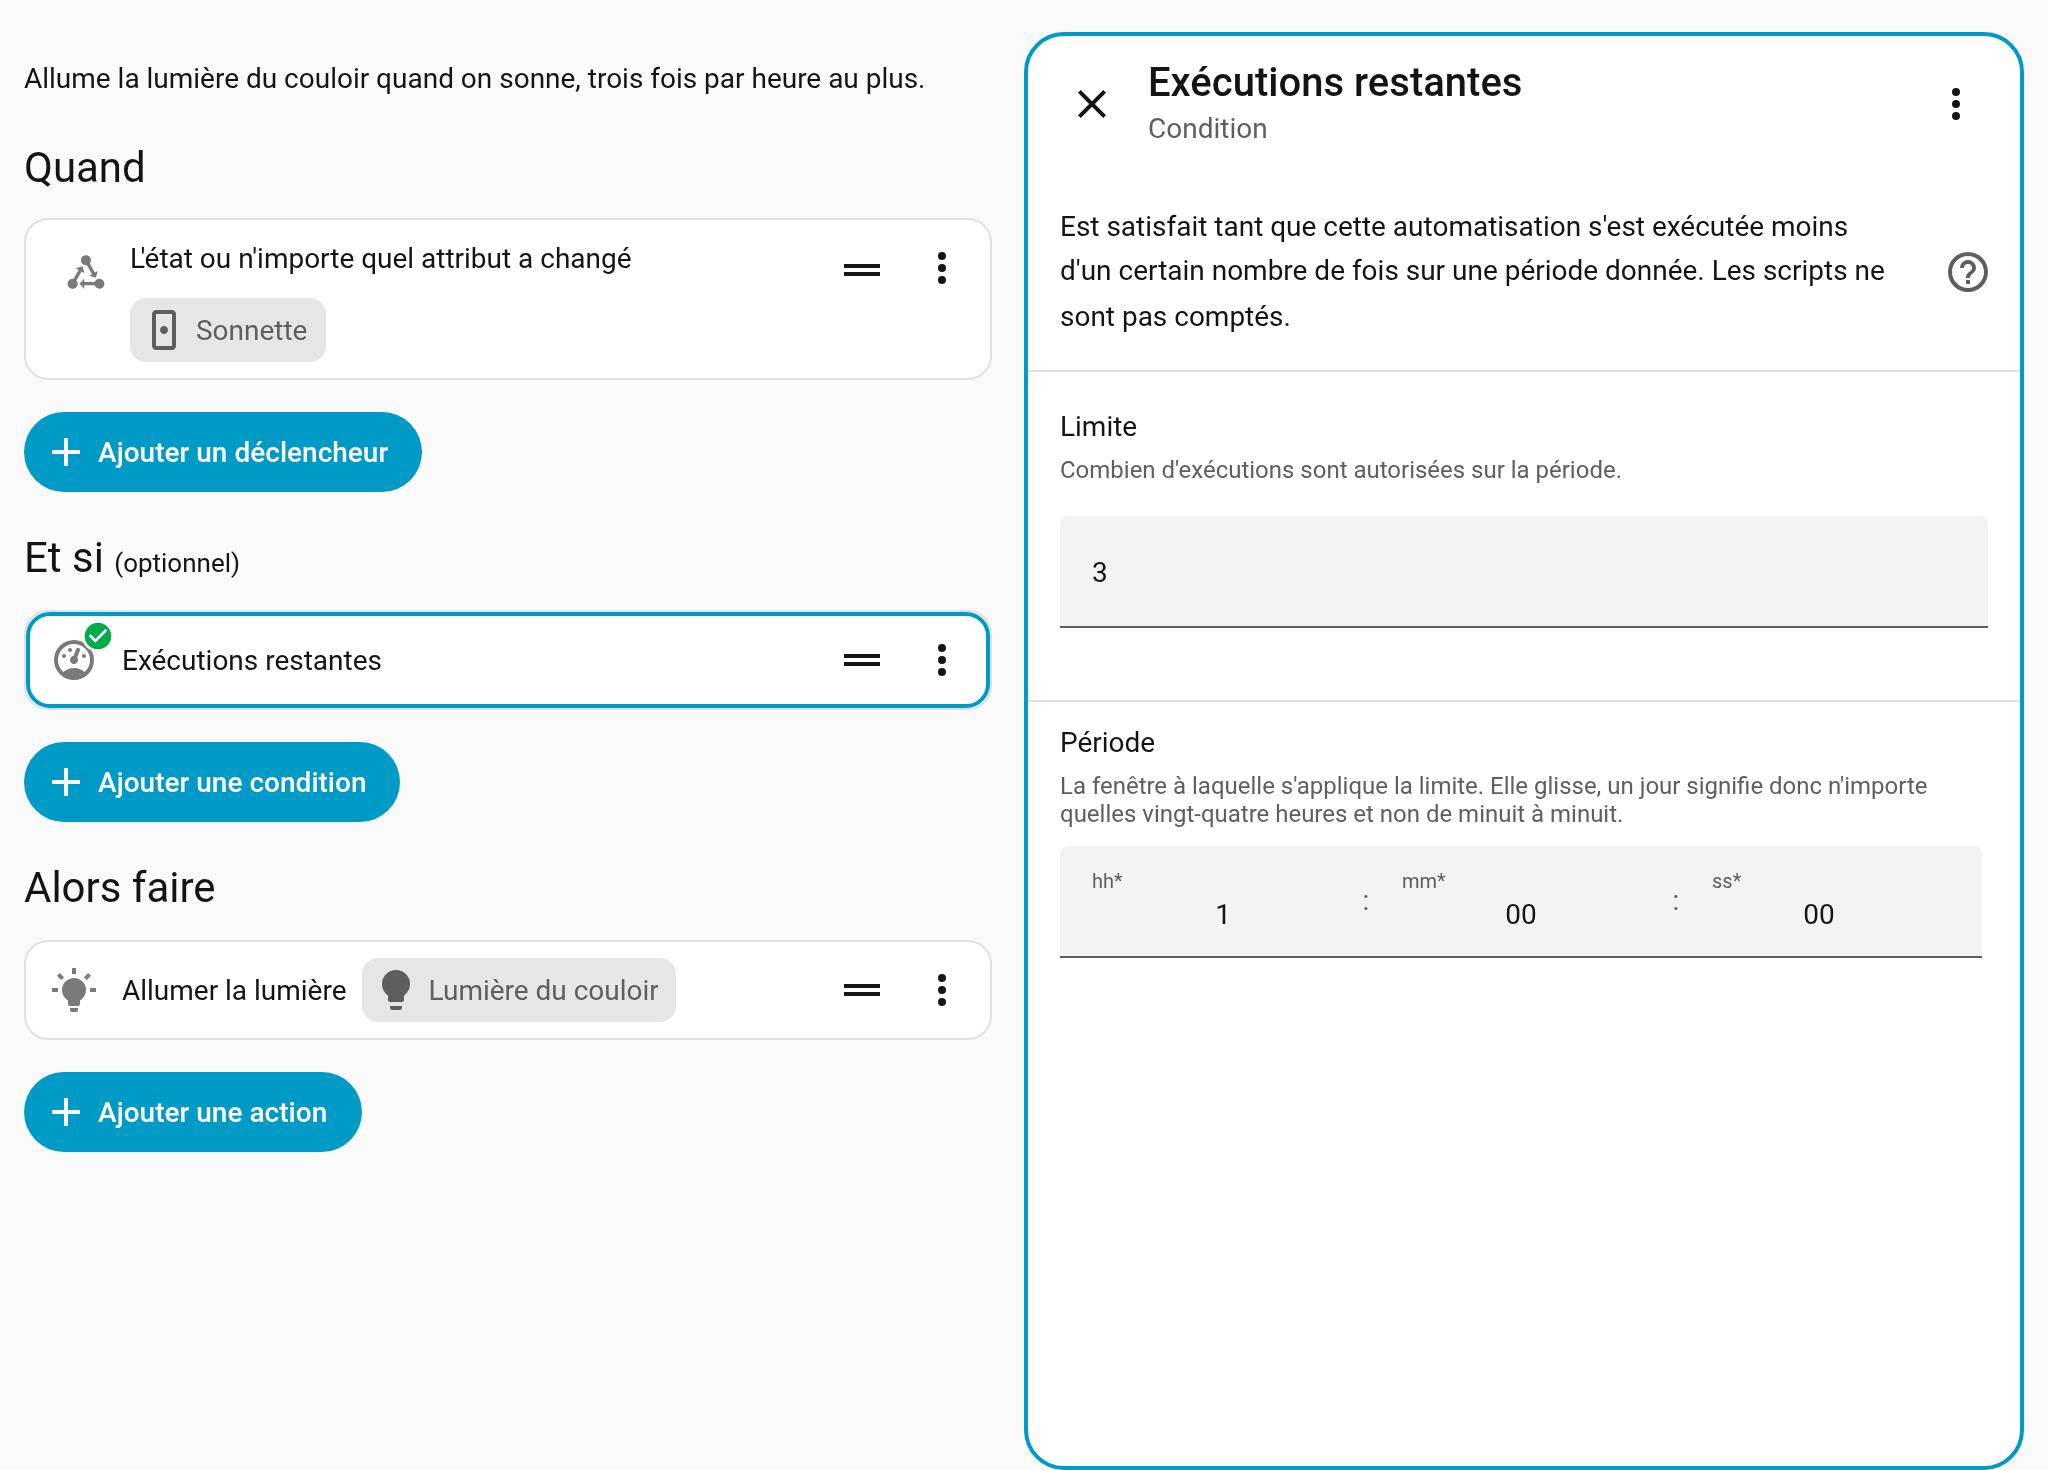 Allume la lumière du couloir quand on sonne, trois fois par heure au plus.
Quand
L'état ou n'importe quel attribut a changé
Sonnette
Ajouter un déclencheur
Et si (optionnel)
Exécutions restantes
Ajouter une condition
Alors faire
Allumer la lumière Lumière du couloir
Ajouter une action
Exécutions restantes
Condition
Est satisfait tant que cette automatisation s'est exécutée moins
d'un certain nombre de fois sur une période donnée. Les scripts ne
sont pas comptés.
Limite
Combien d'exécutions sont autorisées sur la période.
3
Période
La fenêtre à laquelle s'applique la limite. Elle glisse, un jour signifie donc n'importe
quelles vingt-quatre heures et non de minuit à minuit.
hh* mm* ss*
1 : 00 : 00